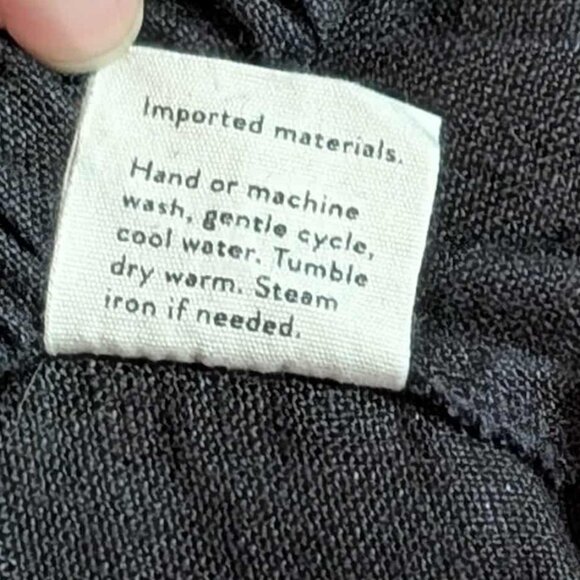 Imported materials.
Hand or machine
wash, gentle cycle,
cool water. Tumble
dry warm. Steam
iron if needed.